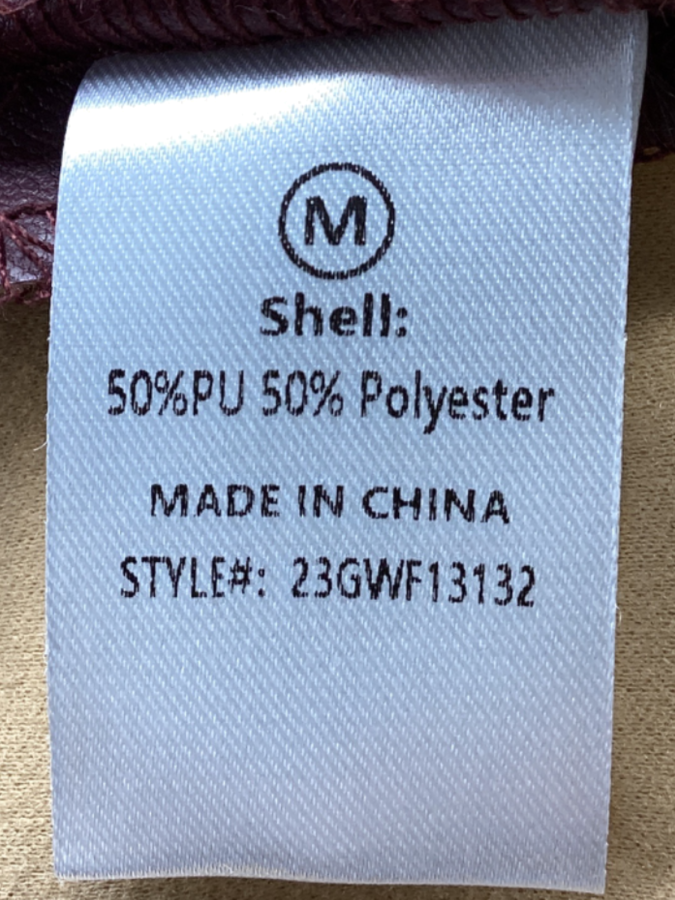 M
Shell:
50%PU 50% Polyester
MADE IN CHINA
STYLE#: 23GWF13132